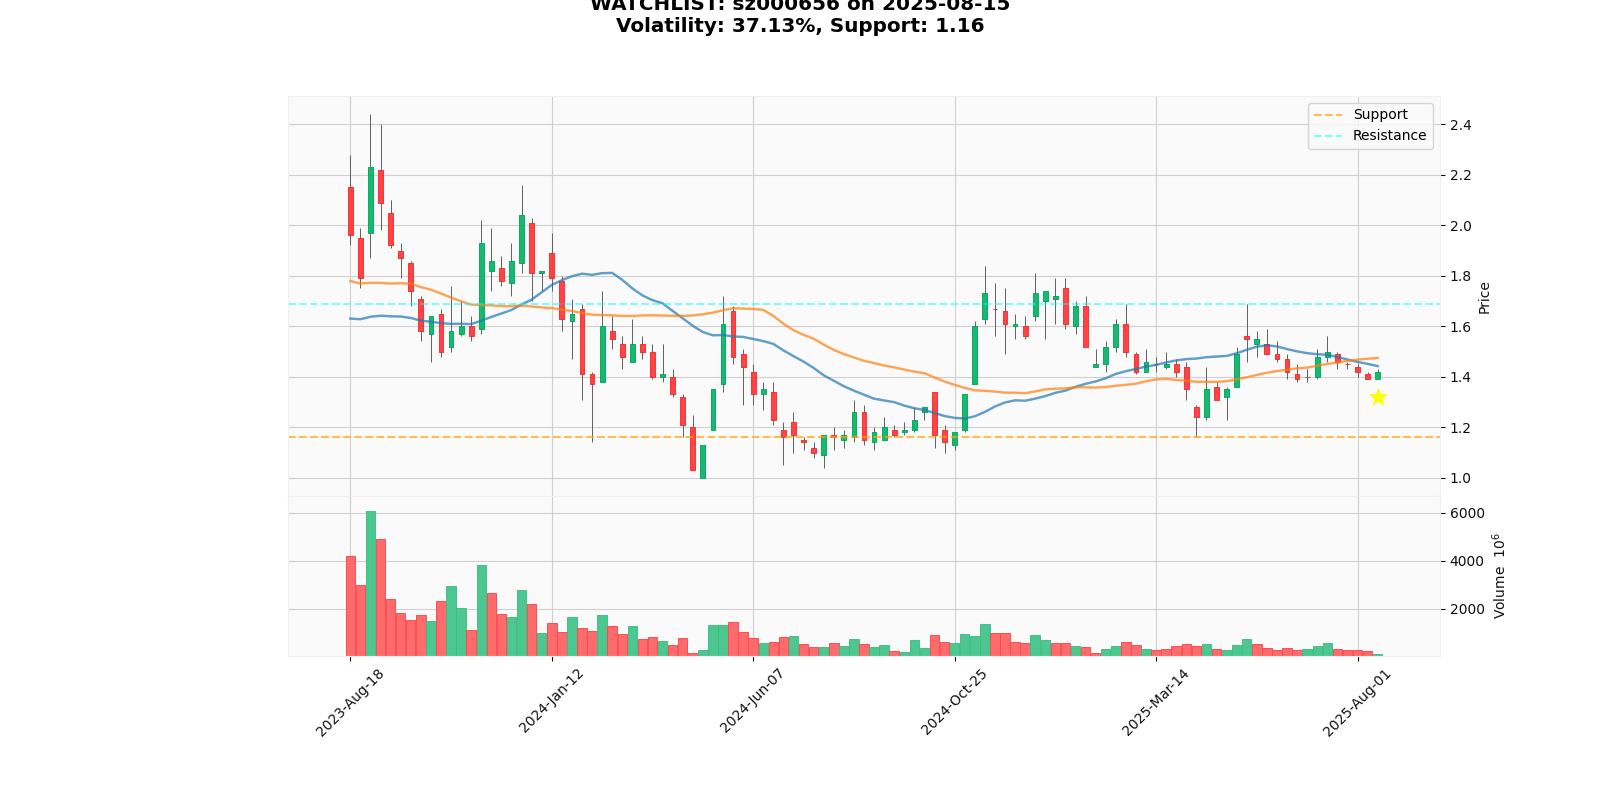 WATCHLIST: sz000656 on 2025-08-15
Volatility: 37.13%, Support: 1.16
Support
Resistance
2.4
2.2
2.0
1.8
1.6
1.4
1.2
1.0
Price
6000
4000
2000
Volume 10^6
2023-Aug-18
2024-Jan-12
2024-Jun-07
2024-Oct-25
2025-Mar-14
2025-Aug-01